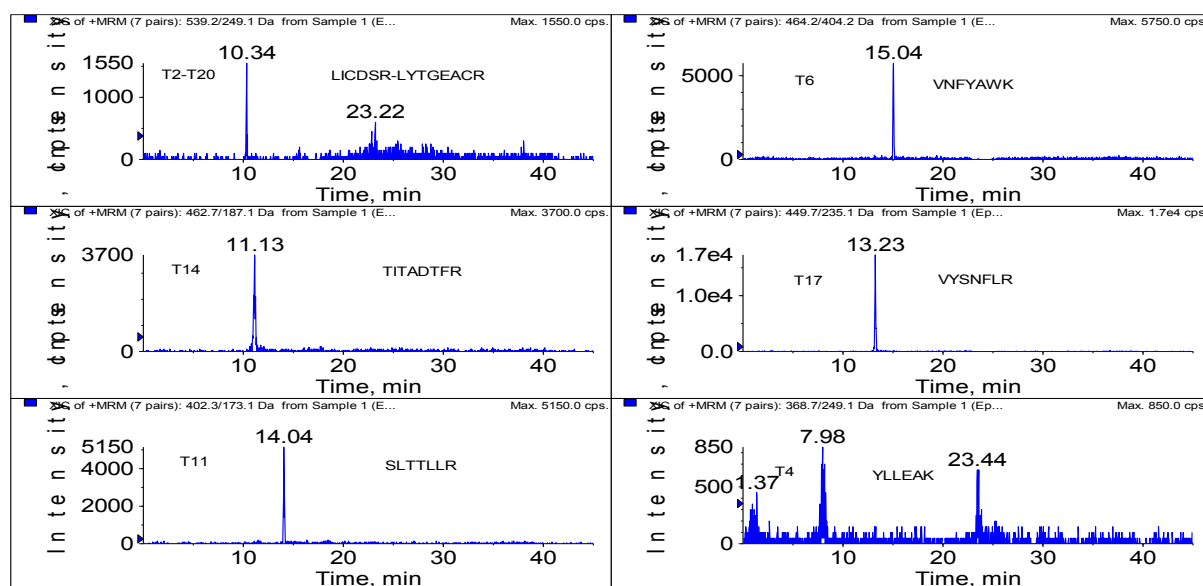 XIC of +MRM (7 pairs): 539.2/249.1 Da from Sample 1 (E... Max. 1550.0 cps.
10.34
1550
T2-T20 LICDSR-LYTGEACR
1000
23.22
0
10 20 30 40
Time, min
XIC of +MRM (7 pairs): 464.2/404.2 Da from Sample 1 (E... Max. 5750.0 cps.
15.04
5000
T6 VNFYAWK
0
10 20 30 40
Time, min
XIC of +MRM (7 pairs): 462.7/187.1 Da from Sample 1 (E... Max. 3700.0 cps.
11.13
3700
T14 TITADTFR
0
10 20 30 40
Time, min
XIC of +MRM (7 pairs): 449.7/235.1 Da from Sample 1 (Ep... Max. 1.7e4 cps.
13.23
1.7e4
T17 VYSNFLR
1.0e4
0.0
10 20 30 40
Time, min
XIC of +MRM (7 pairs): 402.3/173.1 Da from Sample 1 (E... Max. 5150.0 cps.
14.04
5150
T11 SLTTLLR
4000
2000
0
10 20 30 40
Time, min
Intensity,
XIC of +MRM (7 pairs): 368.7/249.1 Da from Sample 1 (Ep... Max. 850.0 cps.
7.98
850
23.44
T4 YLLEAK
1.37
500
0
10 20 30 40
Time, min
Intensity,